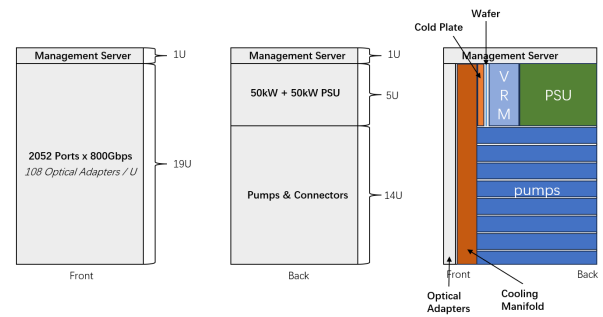 Management Server
1U
2052 Ports x 800Gbps
108 Optical Adapters / U
19U
Front
Management Server
1U
50kW + 50kW PSU
5U
Pumps & Connectors
14U
Back
Wafer
Cold Plate
Management Server
V
R
M
PSU
pumps
Front
Back
Optical
Adapters
Cooling
Manifold